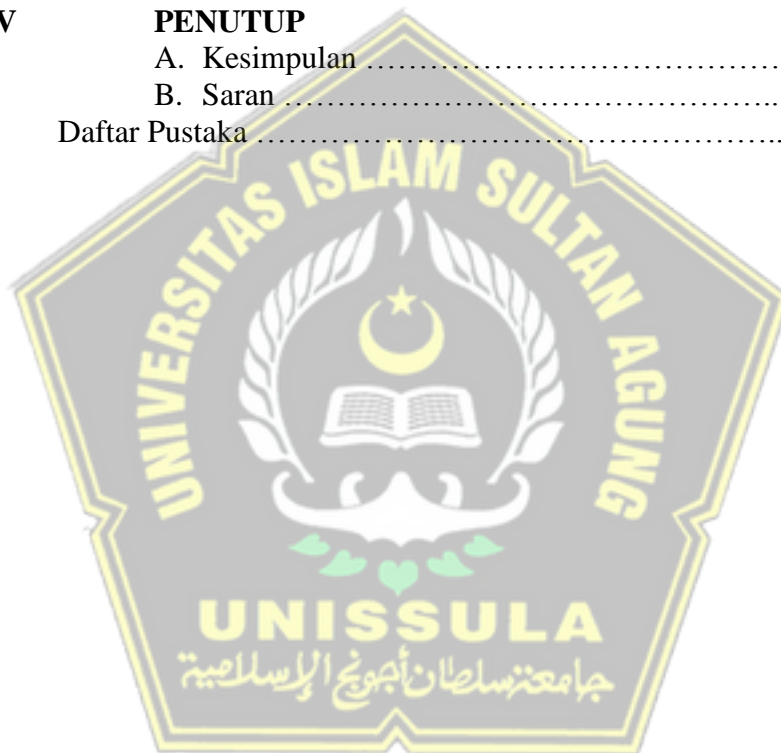 V PENUTUP
A. Kesimpulan ……………………………………
B. Saran …………………………………………..
Daftar Pustaka ……………………………………………..
UNIVERSITAS ISLAM SULTAN AGUNG
UNISSULA
جامعة سلطان أجونج الإسلامية